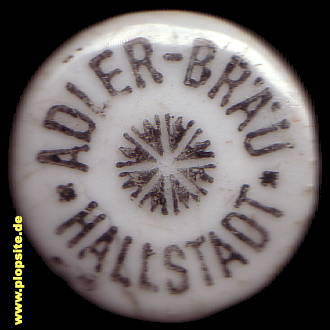 ADLER-BRÄU
* HALLSTADT *
www.plopsite.de